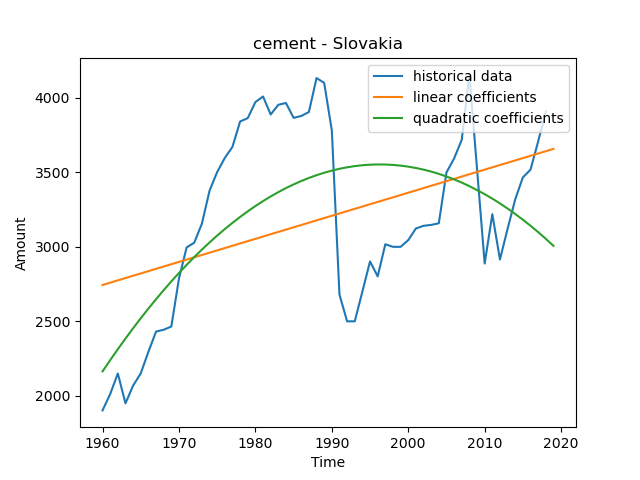 cement - Slovakia
historical data
linear coefficients
quadratic coefficients
4000
3500
3000
2500
2000
Amount
1960 1970 1980 1990 2000 2010 2020
Time